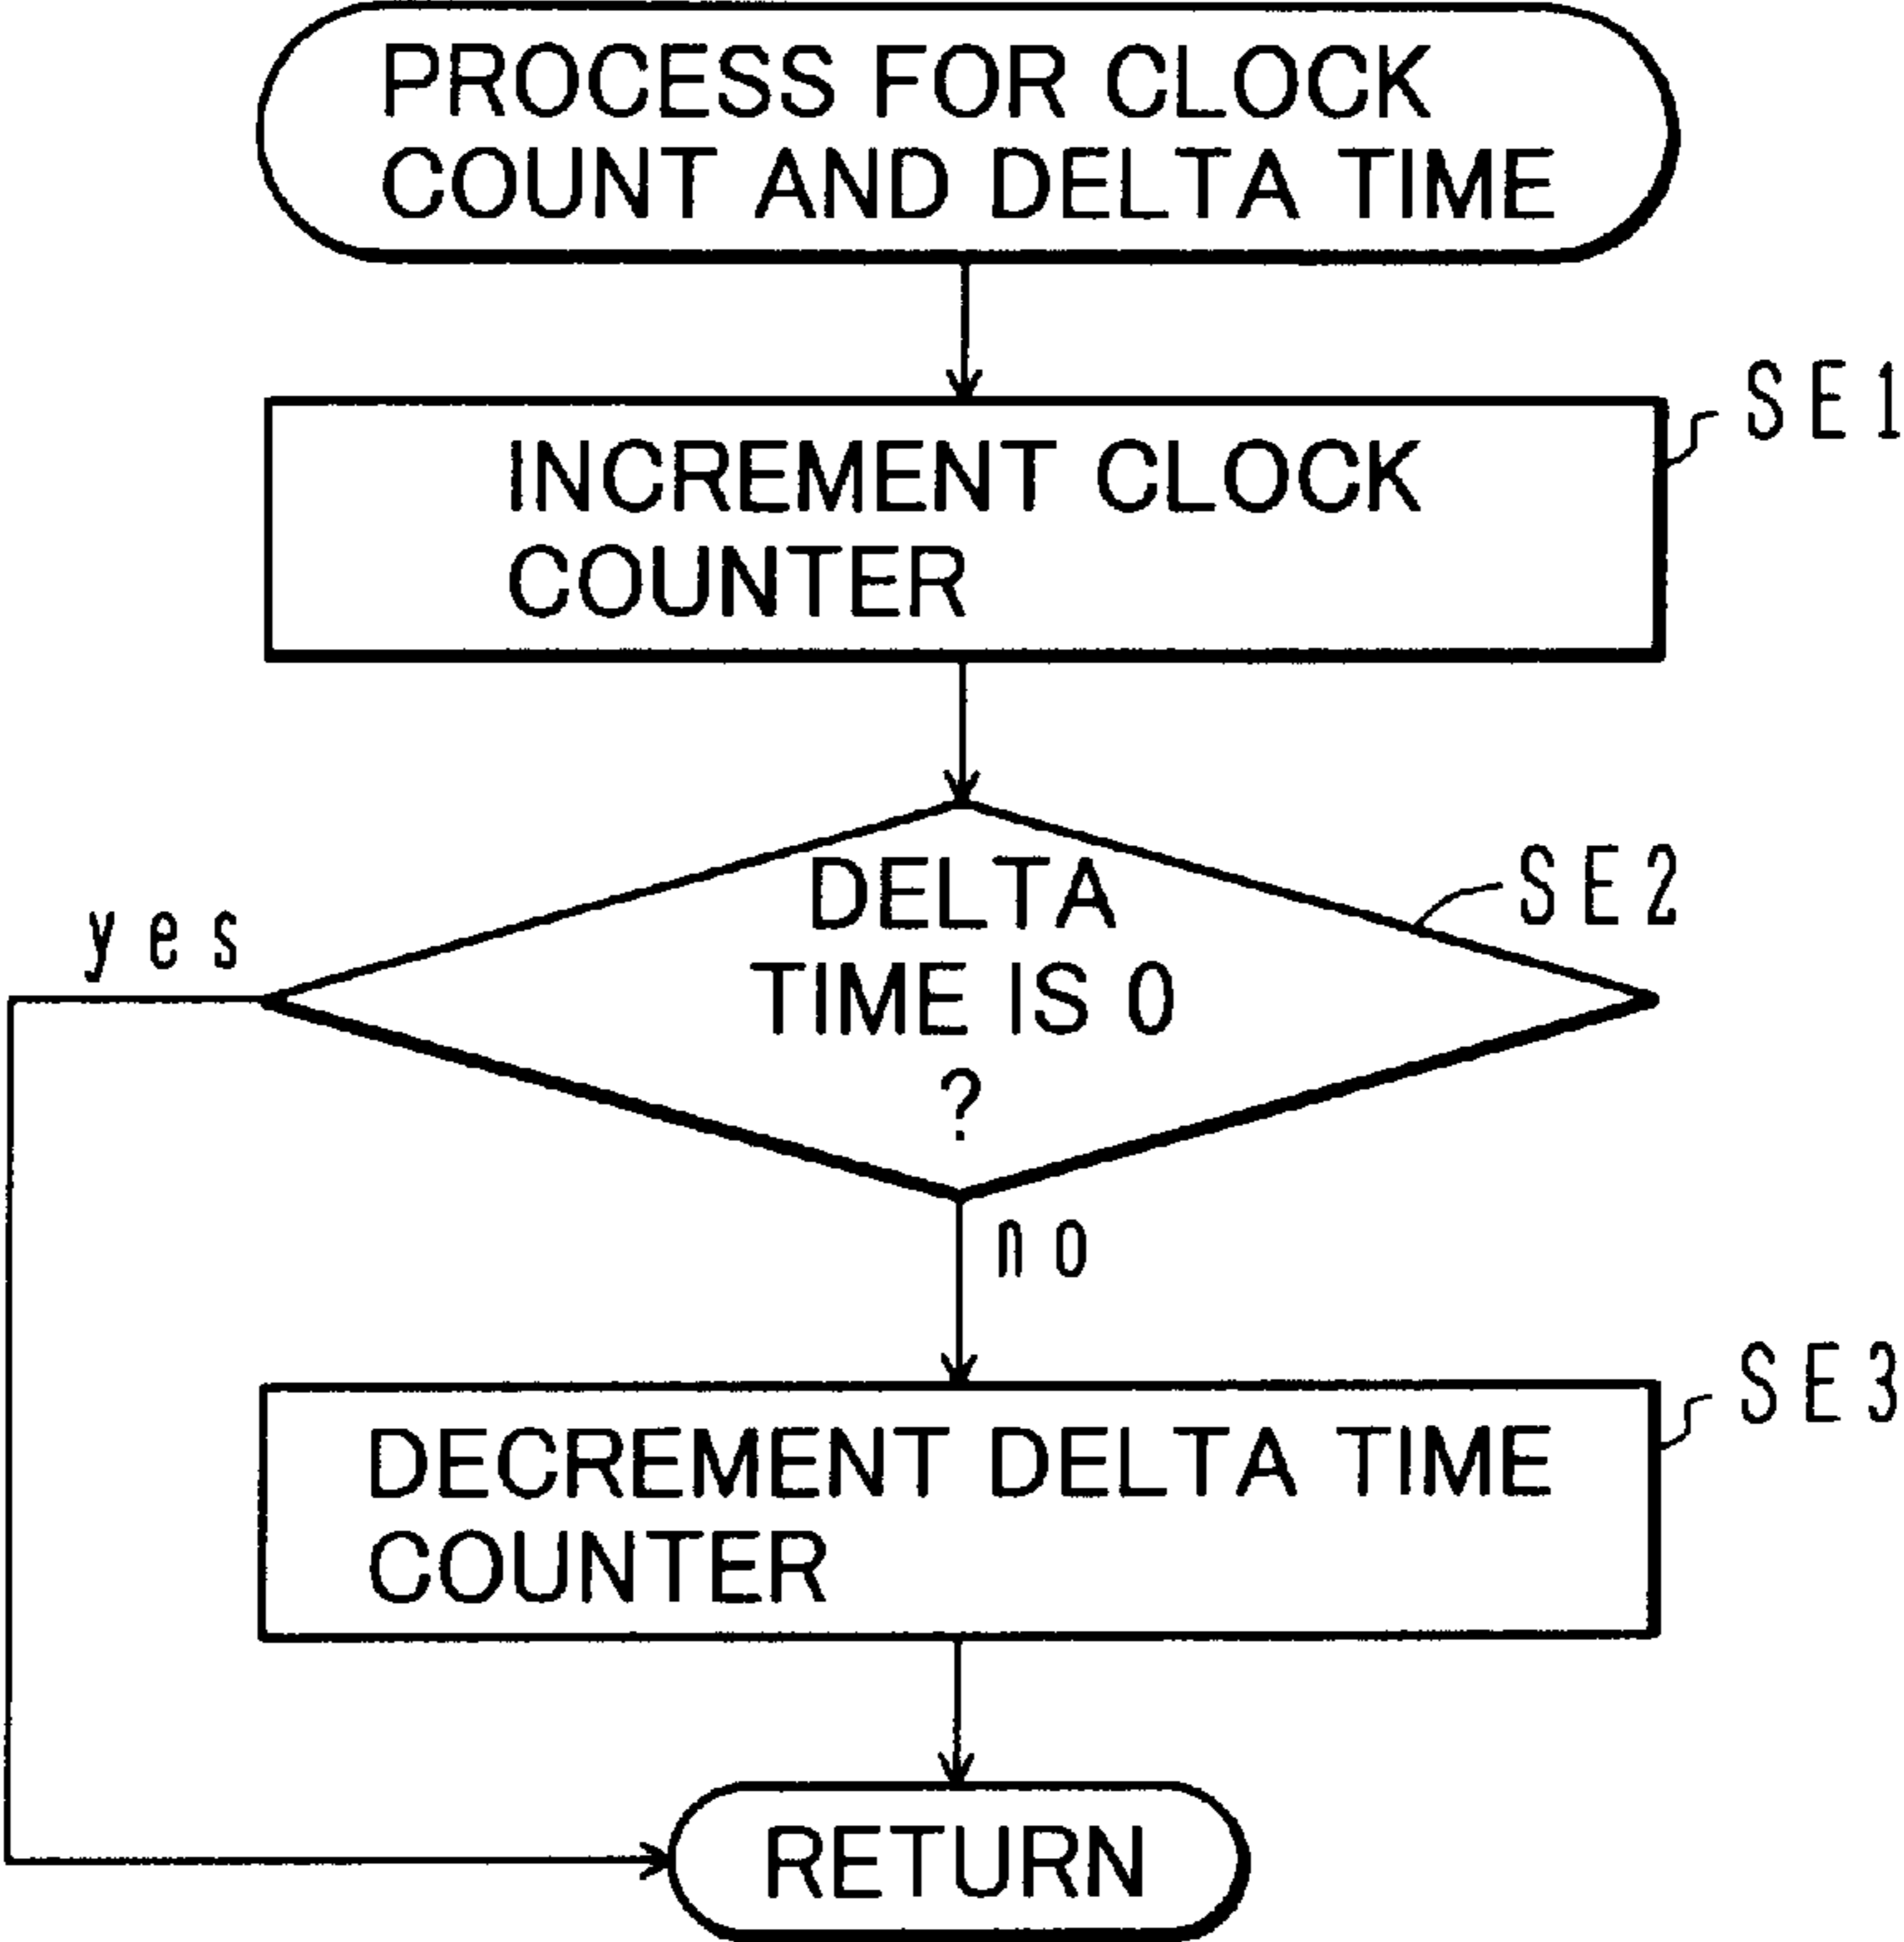 PROCESS FOR CLOCK
COUNT AND DELTA TIME
SE1
INCREMENT CLOCK
COUNTER
SE2
DELTA
TIME IS 0
?
yes
no
SE3
DECREMENT DELTA TIME
COUNTER
RETURN